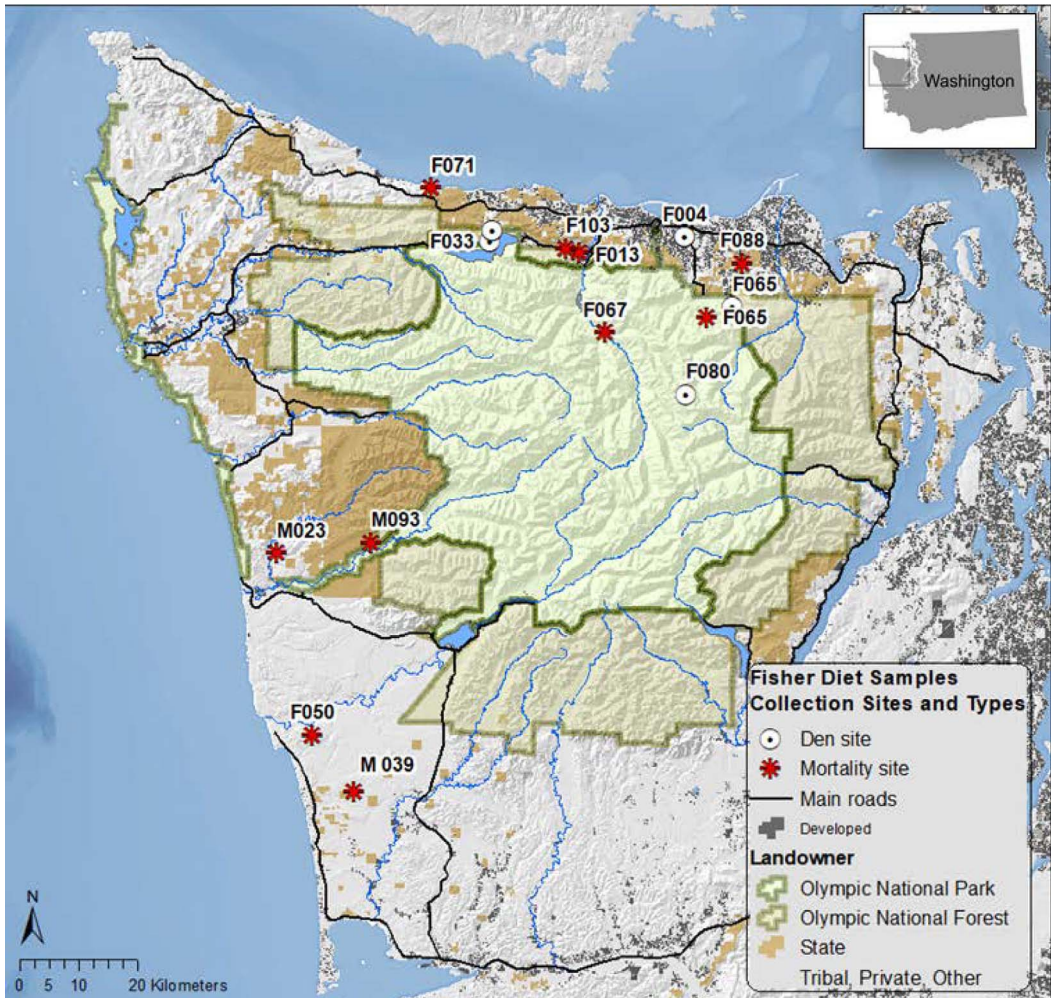 Washington
F071
F004
F103
F033
F013
F088
F065
F067
F065
F080
M093
M023
F050
M 039
Fisher Diet Samples
Collection Sites and Types
Den site
Mortality site
Main roads
Developed
Landowner
Olympic National Park
Olympic National Forest
State
Tribal, Private, Other
N
0 5 10 20 Kilometers